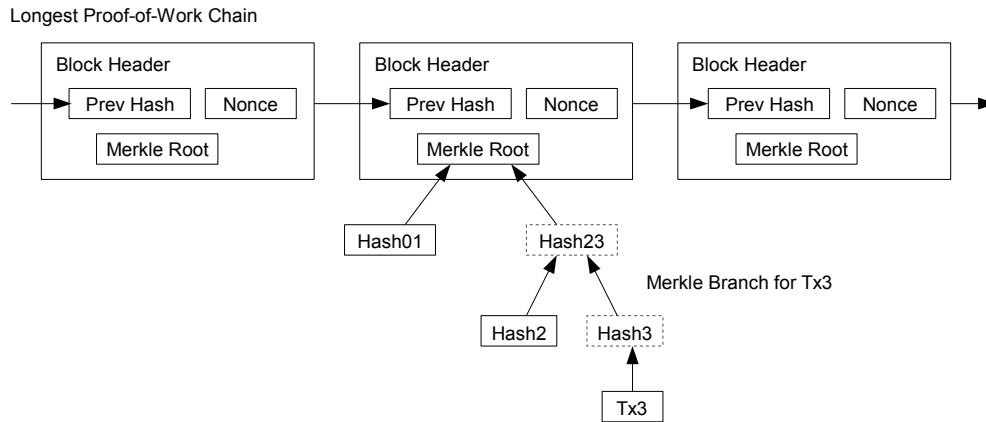 Longest Proof-of-Work Chain
Block Header
Block Header
Block Header
Prev Hash
Nonce
Prev Hash
Nonce
Prev Hash
Nonce
Merkle Root
Merkle Root
Merkle Root
Hash01
Hash23
Merkle Branch for Tx3
Hash2
Hash3
Tx3